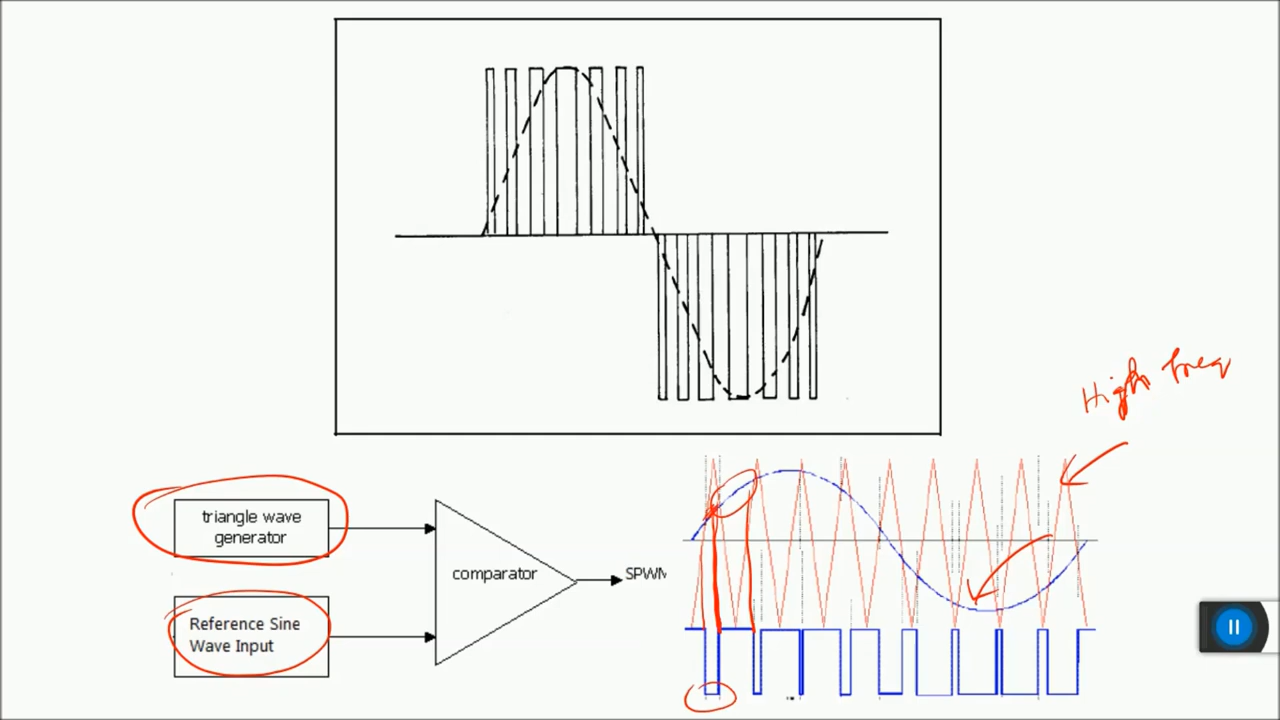 High freq
triangle wave
generator
comparator
SPWM
Reference Sine
Wave Input